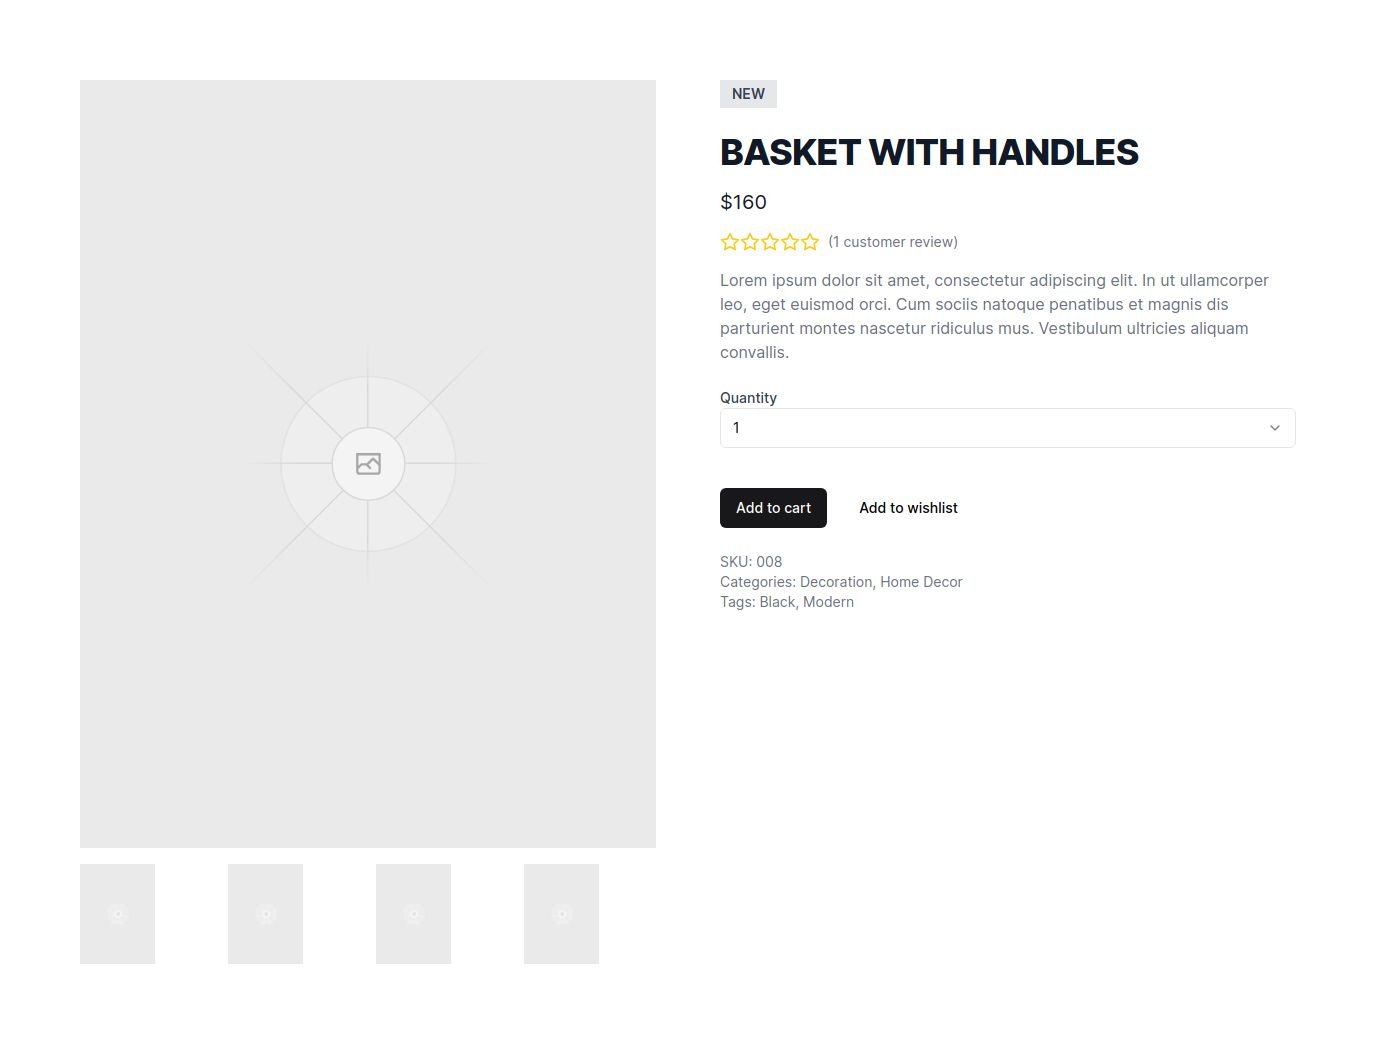 NEW
BASKET WITH HANDLES
$160
(1 customer review)
Lorem ipsum dolor sit amet, consectetur adipiscing elit. In ut ullamcorper
leo, eget euismod orci. Cum sociis natoque penatibus et magnis dis
parturient montes nascetur ridiculus mus. Vestibulum ultricies aliquam
convallis.
Quantity
1
Add to cart Add to wishlist
SKU: 008
Categories: Decoration, Home Decor
Tags: Black, Modern